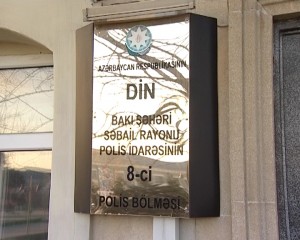 AZƏRBAYCAN RESPUBLİKASININ
DİN
BAKI ŞƏHƏRİ
SƏBAİL RAYONU
POLİS İDARƏSİNİN
8-ci
POLİS BÖLMƏSİ